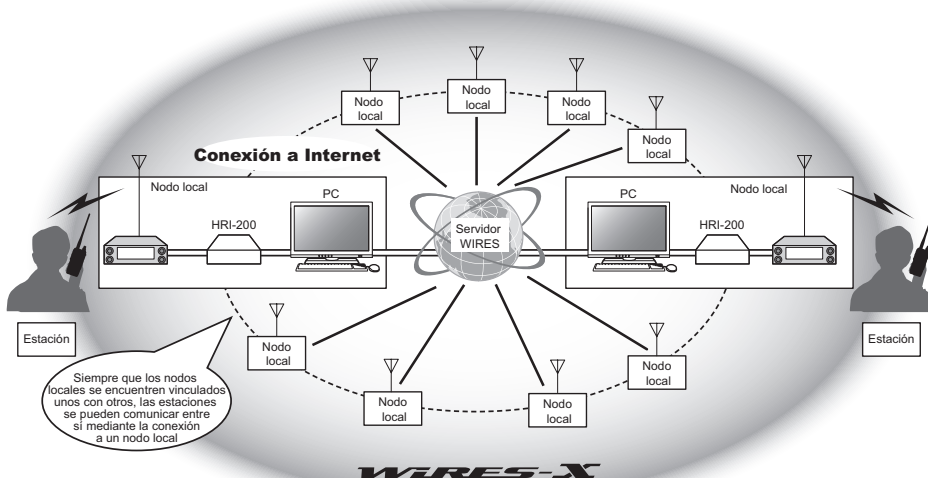 Nodo
local
Nodo
local
Nodo
local
Nodo
local
Conexión a Internet
Nodo local
HRI-200
PC
Servidor
WIRES
PC
HRI-200
Nodo local
Estación
Estación
Nodo
local
Nodo
local
Nodo
local
Nodo
local
Siempre que los nodos
locales se encuentren vinculados
unos con otros, las estaciones
se pueden comunicar entre
sí mediante la conexión
a un nodo local
WiRES-X